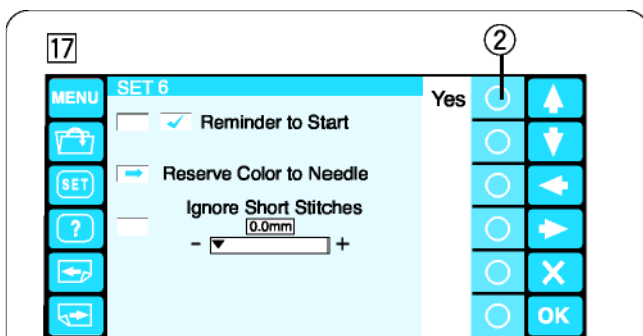 17
2
MENU
SET 6
Yes
Reminder to Start
SET
Reserve Color to Needle
?
Ignore Short Stitches
0.0mm
- +
OK